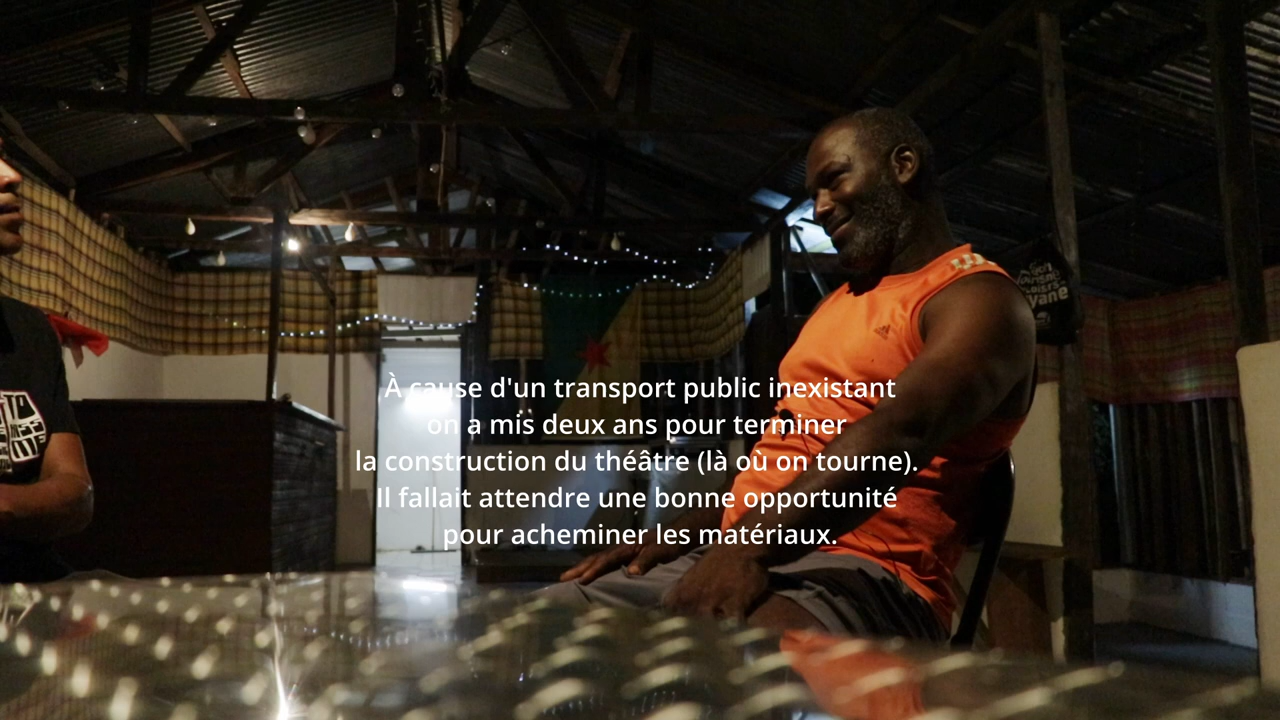 À cause d'un transport public inexistant
on a mis deux ans pour terminer
la construction du théâtre (là où on tourne).
Il fallait attendre une bonne opportunité
pour acheminer les matériaux.